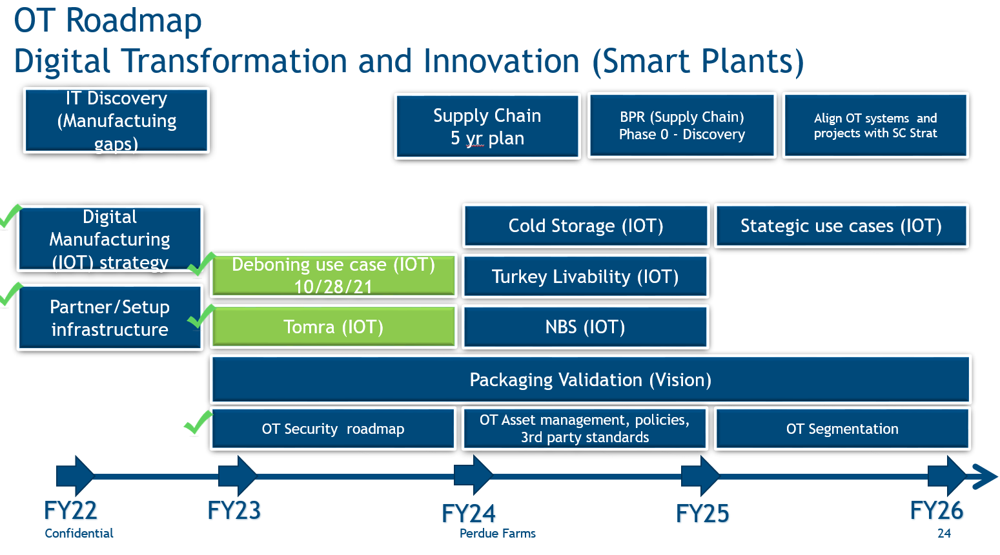 OT Roadmap
Digital Transformation and Innovation (Smart Plants)
IT Discovery
(Manufactuing
gaps)
Supply Chain
5 yr plan
BPR (Supply Chain)
Phase 0 - Discovery
Align OT systems and
projects with SC Strat
Digital
Manufacturing
(IOT) strategy
Cold Storage (IOT)
Stategic use cases (IOT)
Deboning use case (IOT)
10/28/21
Turkey Livability (IOT)
Partner/Setup
infrastructure
Tomra (IOT)
NBS (IOT)
Packaging Validation (Vision)
OT Security roadmap
OT Asset management, policies,
3rd party standards
OT Segmentation
FY22
FY23
FY24
FY25
FY26
Confidential
Perdue Farms
24